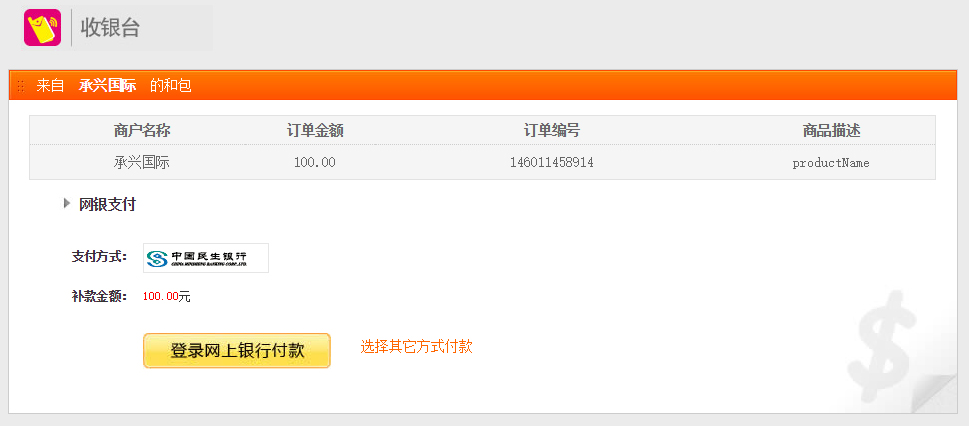 收银台
来自 承兴国际 的和包
商户名称 订单金额 订单编号 商品描述
承兴国际 100.00 146011458914 productName
网银支付
支付方式： 中国民生银行
CHINA MINSHENG BANKING CORP.,LTD.
补款金额： 100.00元
登录网上银行付款 选择其它方式付款